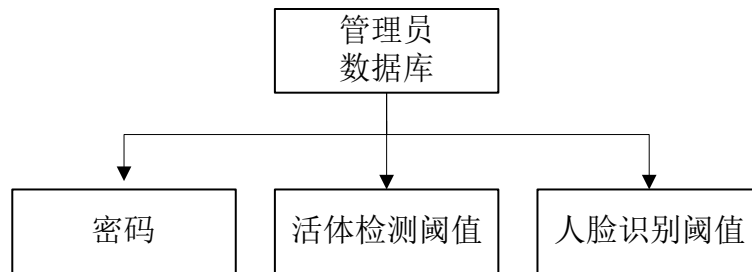 管理员
数据库
密码
活体检测阈值
人脸识别阈值